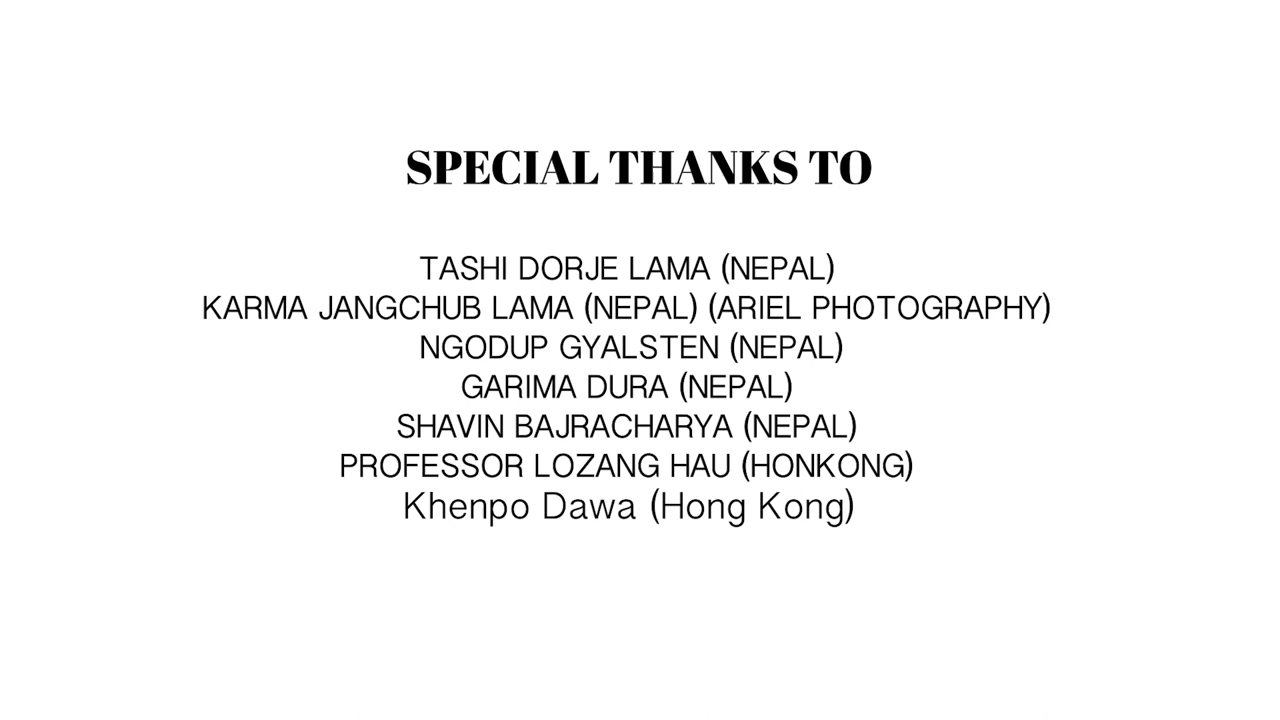 SPECIAL THANKS TO
TASHI DORJE LAMA (NEPAL)
KARMA JANGCHUB LAMA (NEPAL) (ARIEL PHOTOGRAPHY)
NGODUP GYALSTEN (NEPAL)
GARIMA DURA (NEPAL)
SHAVIN BAJRACHARYA (NEPAL)
PROFESSOR LOZANG HAU (HONKONG)
Khenpo Dawa (Hong Kong)